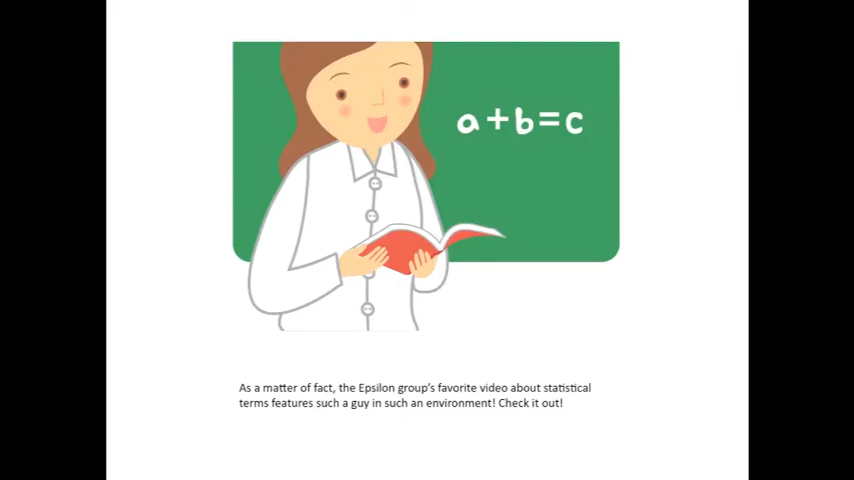 a+b=c
As a matter of fact, the Epsilon group's favorite video about statistical
terms features such a guy in such an environment! Check it out!